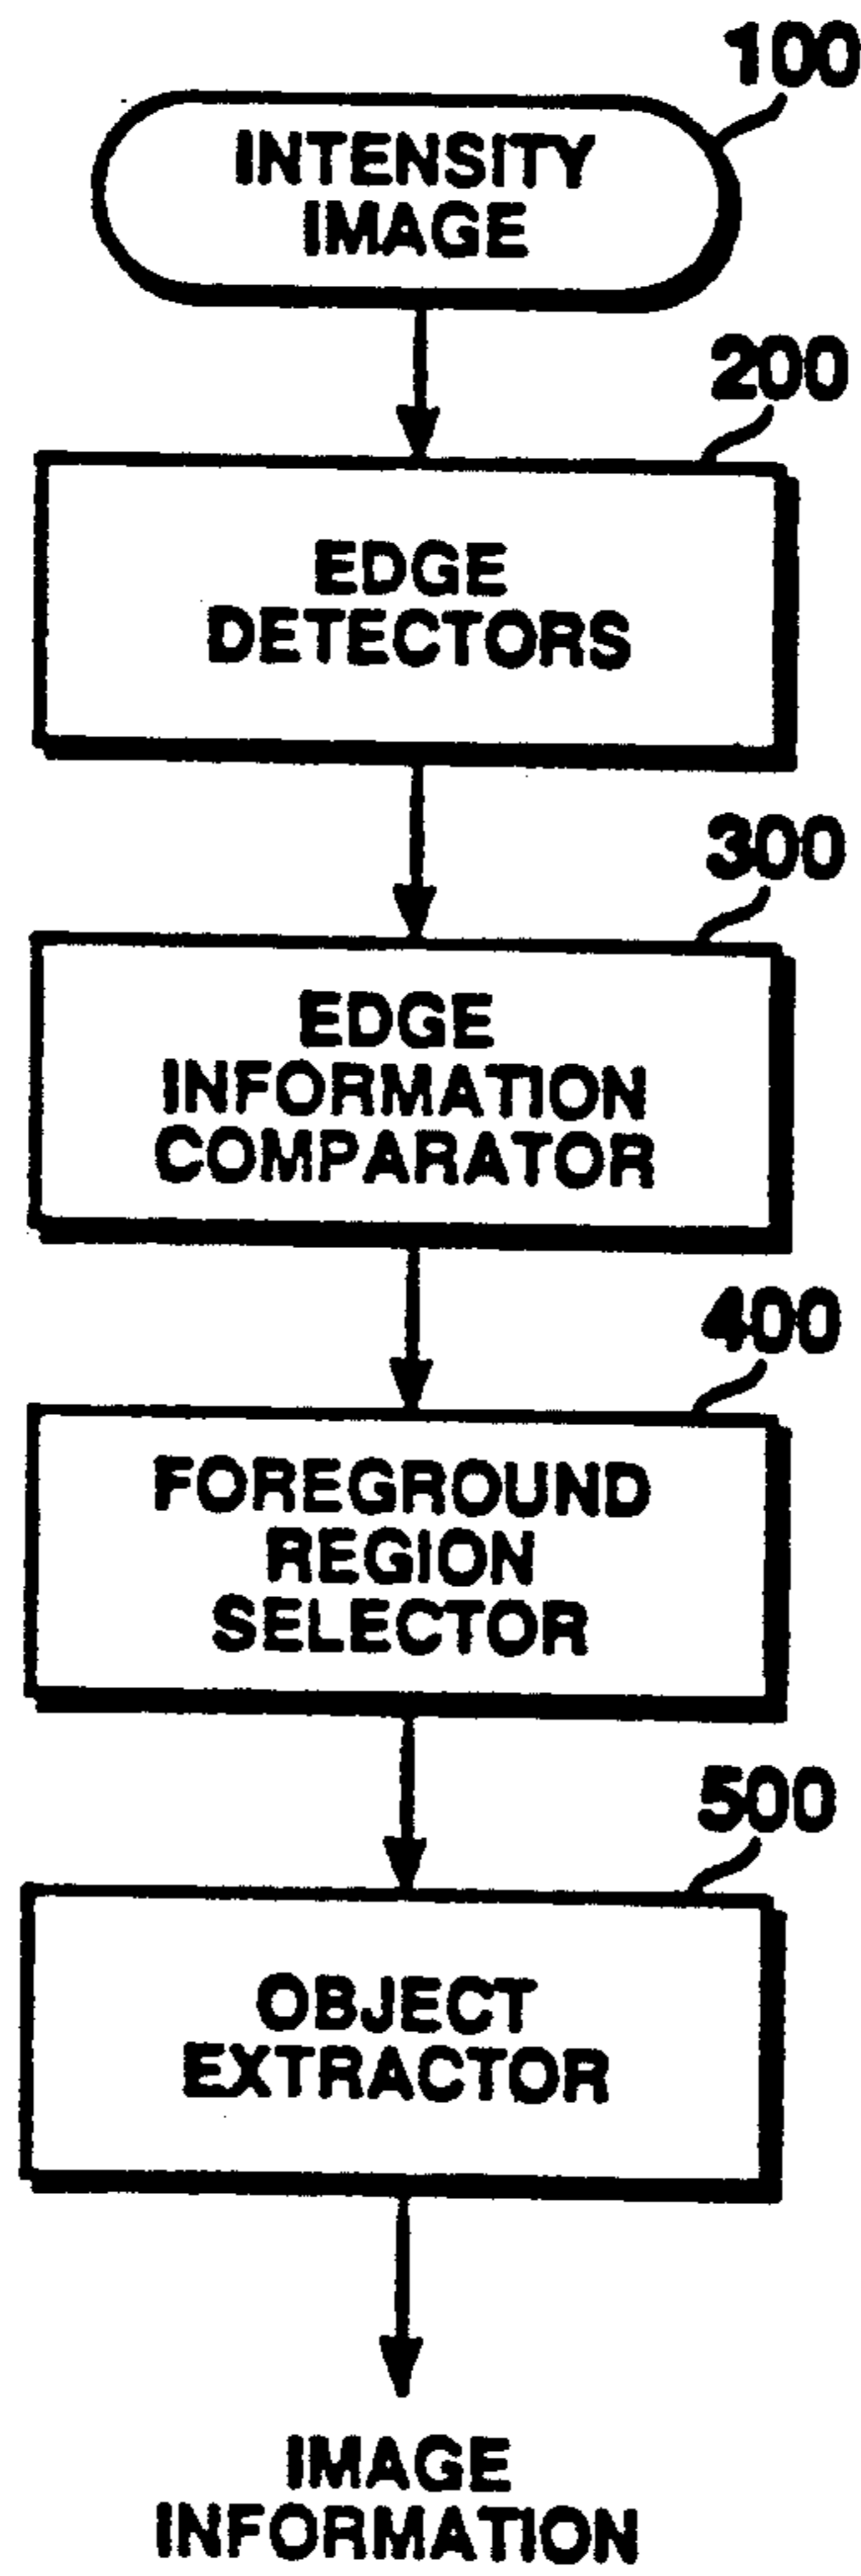 100
INTENSITY
IMAGE
200
EDGE
DETECTORS
300
EDGE
INFORMATION
COMPARATOR
400
FOREGROUND
REGION
SELECTOR
500
OBJECT
EXTRACTOR
IMAGE
INFORMATION